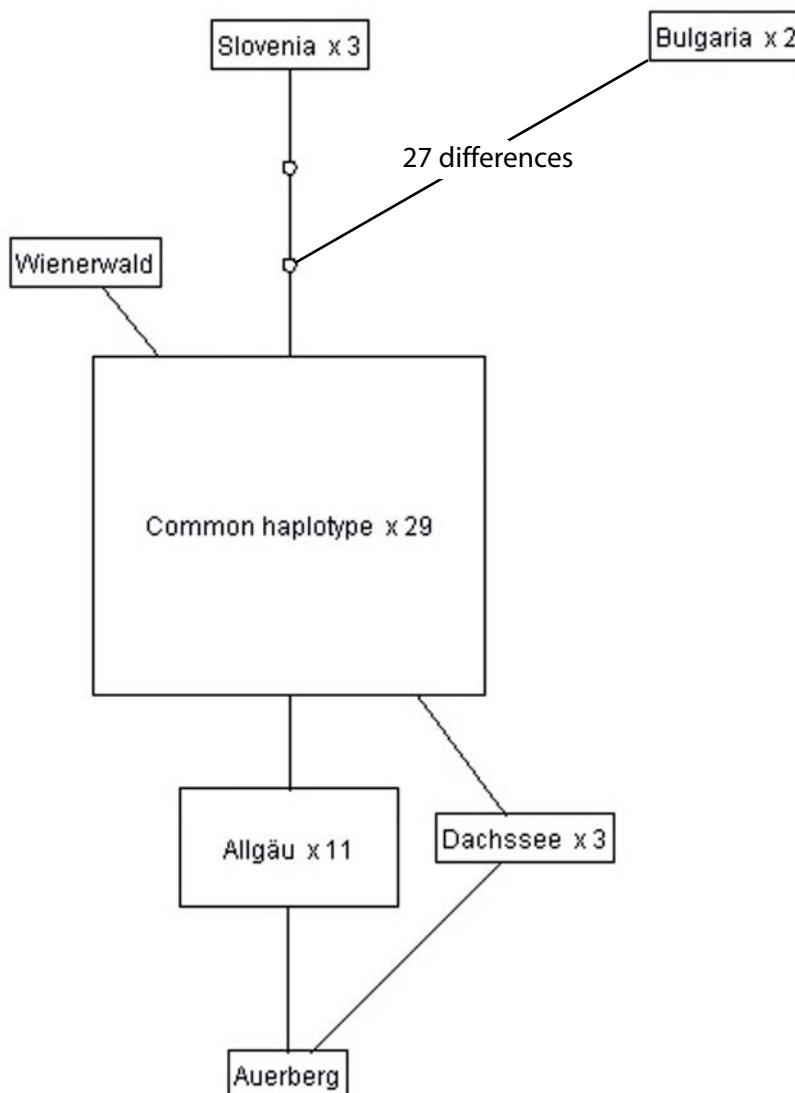 Slovenia x 3
Bulgaria x 2
27 differences
Wienerwald
Common haplotype x 29
Allgäu x 11
Dachssee x 3
Auerberg